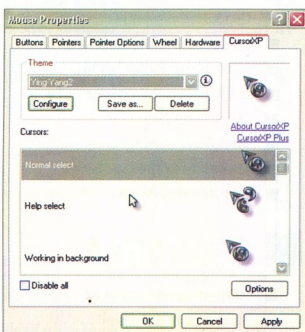 Mouse Properties
Buttons Pointers Pointer Options Wheel Hardware CursorXP
Theme
Ying-Yang2
Configure Save as... Delete
About CursorXP
CursorXP Plus
Cursors:
Normal select
Help select
Working in background
Disable all
Options
OK Cancel Apply